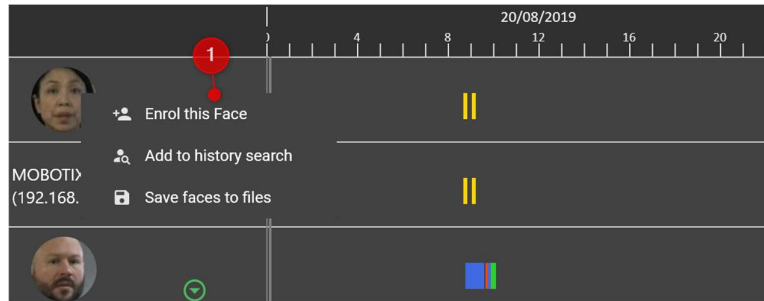 20/08/2019
0 4 8 12 16 20
1
Enrol this Face
Add to history search
MOBOTIX
(192.168.
Save faces to files